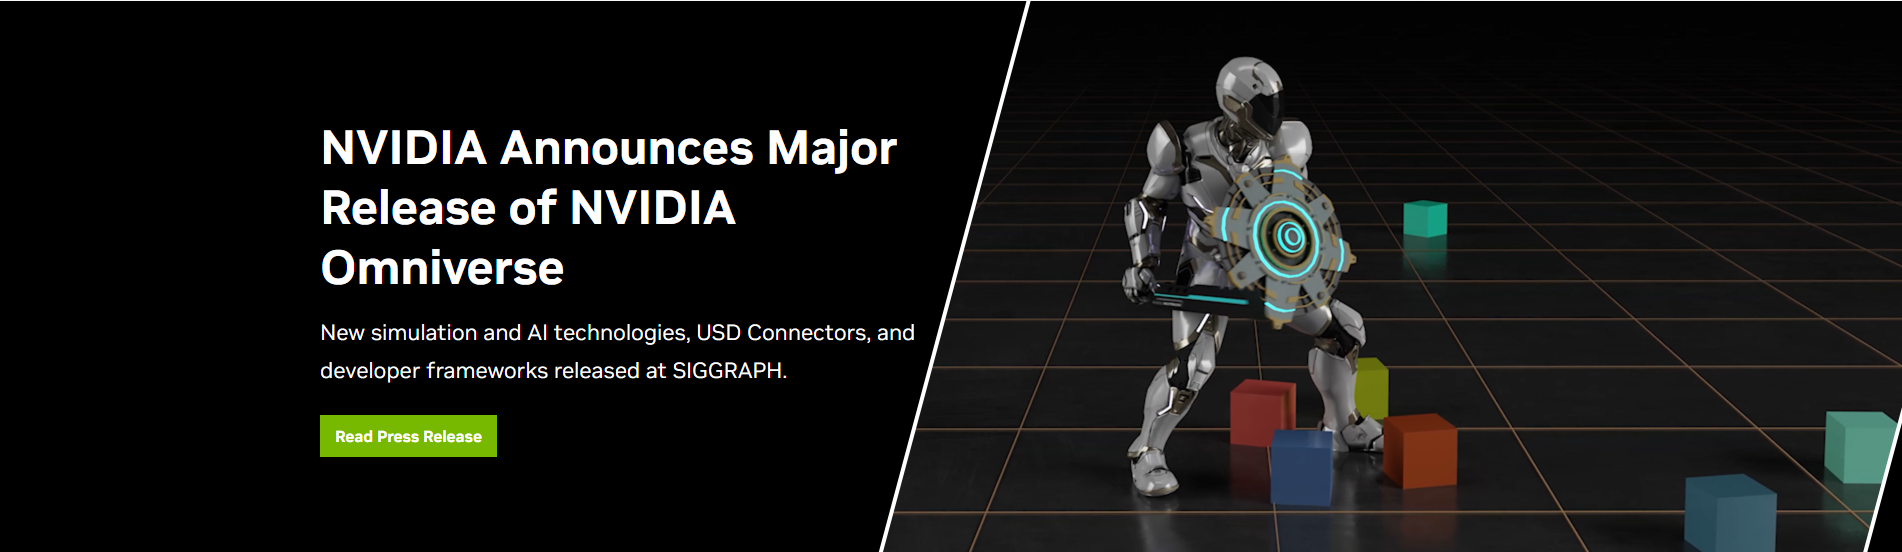 NVIDIA Announces Major
Release of NVIDIA
Omniverse
New simulation and AI technologies, USD Connectors, and
developer frameworks released at SIGGRAPH.
Read Press Release